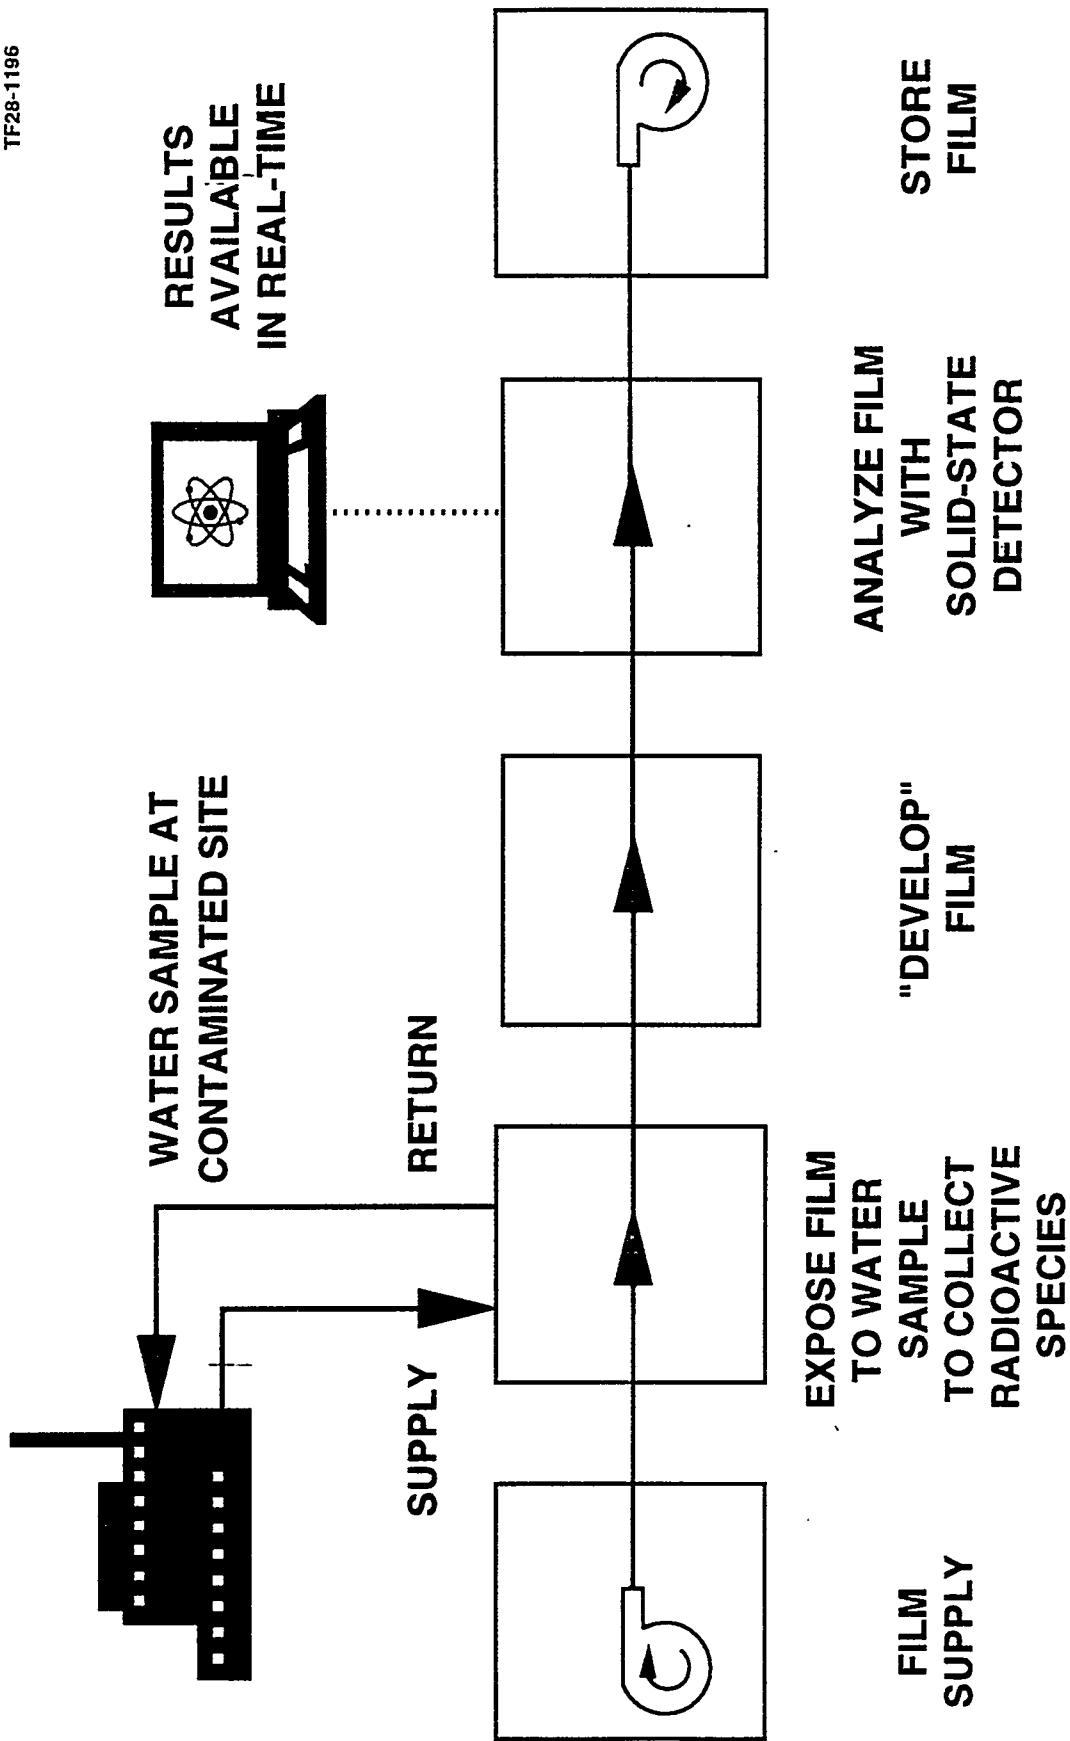 TF28-1196
WATER SAMPLE AT
CONTAMINATED SITE
RESULTS
AVAILABLE
IN REAL-TIME
SUPPLY
RETURN
FILM
SUPPLY
EXPOSE FILM
TO WATER
SAMPLE
TO COLLECT
RADIOACTIVE
SPECIES
"DEVELOP"
FILM
ANALYZE FILM
WITH
SOLID-STATE
DETECTOR
STORE
FILM